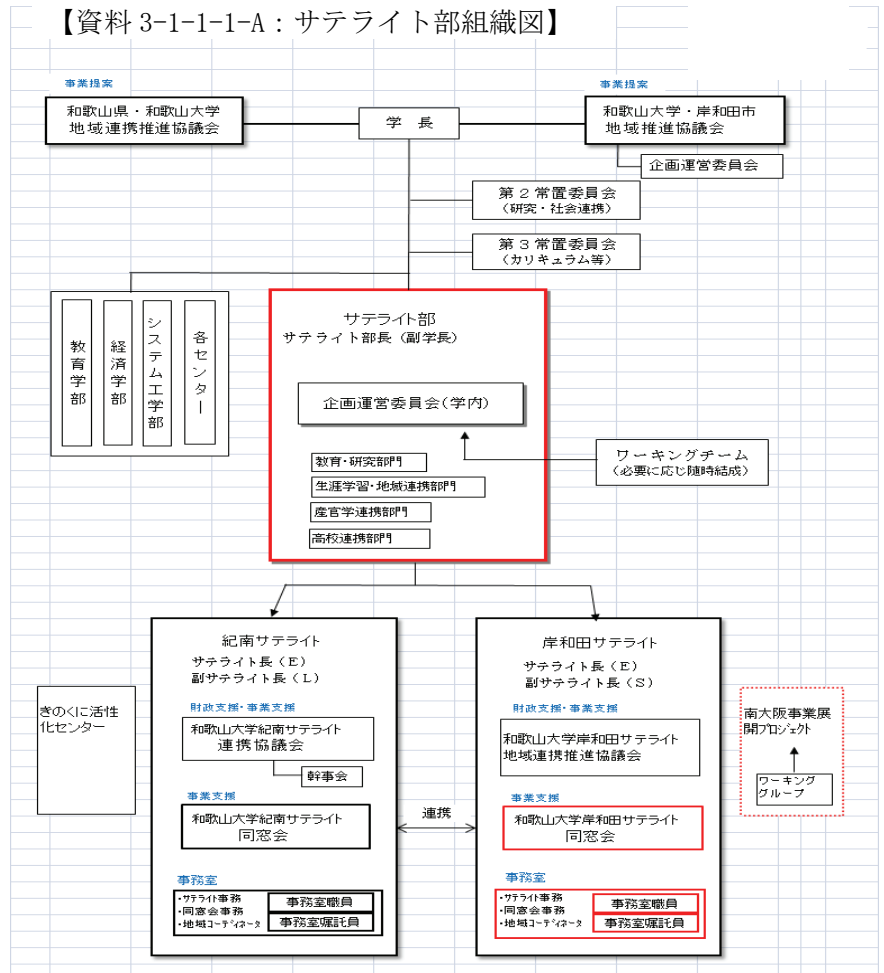 【資料 3-1-1-1-A：サテライト部組織図】
事業提案
和歌山県・和歌山大学
地域連携推進協議会
学 長
事業提案
和歌山大学・岸和田市
地域推進協議会
企画運営委員会
第２常置委員会
（研究・社会連携）
第３常置委員会
（カリキュラム等）
教育学部
経済学部
システム工学部
各センター
サテライト部
サテライト部長（副学長）
企画運営委員会（学内）
教育・研究部門
生涯学習・地域連携部門
産官学連携部門
高校連携部門
ワーキングチーム
（必要に応じ随時結成）
紀南サテライト
サテライト長（Ｅ）
副サテライト長（Ｌ）
財政支援・事業支援
和歌山大学紀南サテライト
連携協議会
幹事会
事業支援
和歌山大学紀南サテライト
同窓会
事務室
・サテライト事務
・同窓会事務
・地域コーディネータ
事務室職員
事務室嘱託員
きのくに活性
化センター
連携
岸和田サテライト
サテライト長（Ｅ）
副サテライト長（Ｓ）
財政支援・事業支援
和歌山大学岸和田サテライト
地域連携推進協議会
事業支援
和歌山大学岸和田サテライト
同窓会
事務室
・サテライト事務
・同窓会事務
・地域コーディネータ
事務室職員
事務室嘱託員
南大阪事業展
開プロジェクト
ワーキング
グループ